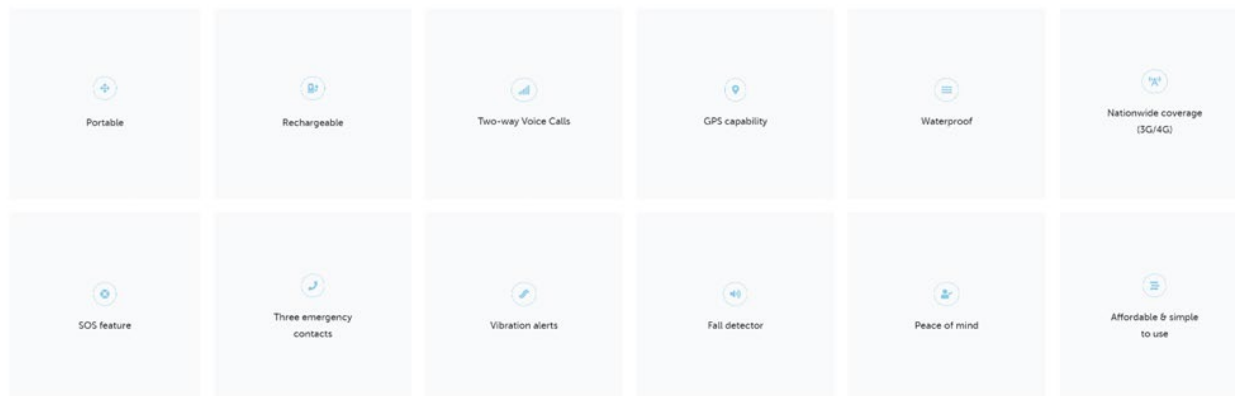 Portable
Rechargeable
Two-way Voice Calls
GPS capability
Waterproof
Nationwide coverage
(3G/4G)
SOS feature
Three emergency
contacts
Vibration alerts
Fall detector
Peace of mind
Affordable & simple
to use